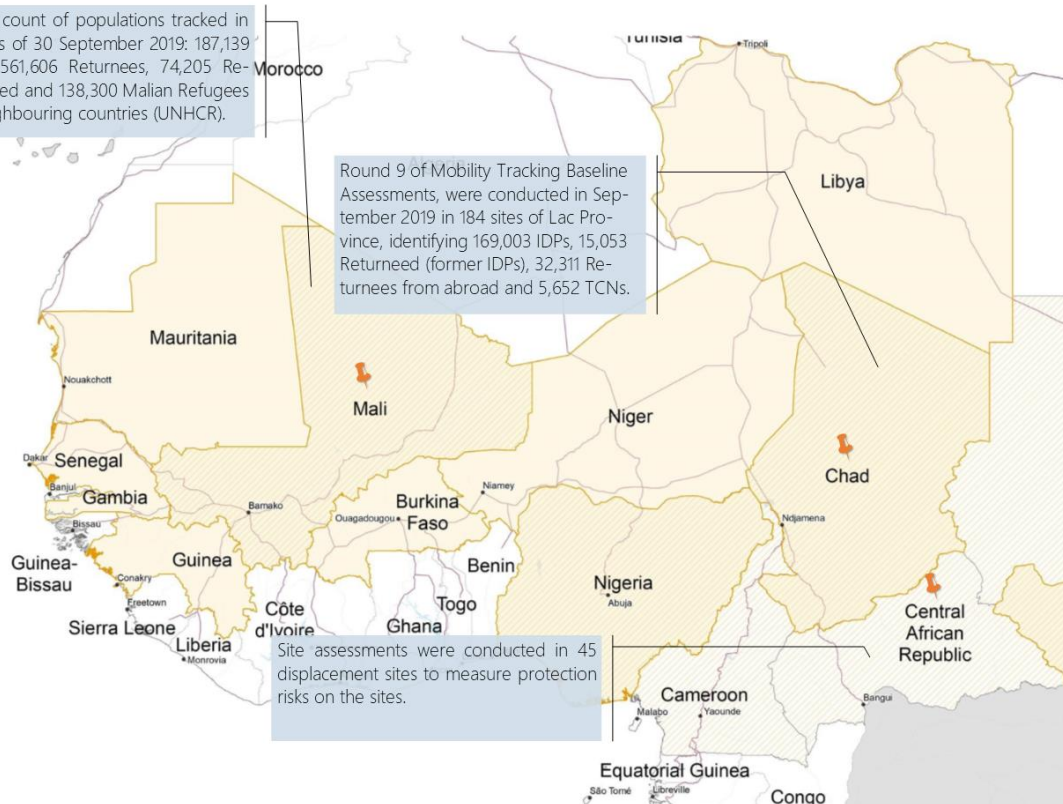 count of populations tracked in
s of 30 September 2019: 187,139
561,606 Returnees, 74,205 Re-
ed and 138,300 Malian Refugees
ghbouring countries (UNHCR).
Morocco
Tunisia
Tripoli
Round 9 of Mobility Tracking Baseline
Assessments, were conducted in Sep-
tember 2019 in 184 sites of Lac Pro-
vince, identifying 169,003 IDPs, 15,053
Returneed (former IDPs), 32,311 Re-
turnees from abroad and 5,652 TCNs.
Libya
Mauritania
Nouakchott
Mali
Niger
Chad
Dakar
Senegal
Banjul
Gambia
Bissau
Guinea-
Bissau
Bamako
Burkina
Faso
Ouagadougou
Niamey
Ndjamena
Guinea
Conakry
Benin
Nigeria
Abuja
Freetown
Sierra Leone
Côte
d'Ivoire
Togo
Ghana
Central
African
Republic
Liberia
Monrovia
Site assessments were conducted in 45
displacement sites to measure protection
risks on the sites.
Cameroon
Yaounde
Malabo
Bangui
Equatorial Guinea
São Tomé
Libreville
Congo